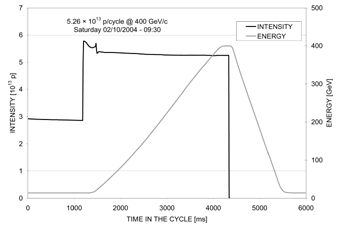 5.26 × 10¹³ p/cycle @ 400 GeV/c
Saturday 02/10/2004 - 09:30
INTENSITY
ENERGY
INTENSITY [10¹³ p]
7
6
5
4
3
2
1
0
500
400
300
200
100
0
ENERGY [GeV]
0 1000 2000 3000 4000 5000 6000
TIME IN THE CYCLE [ms]